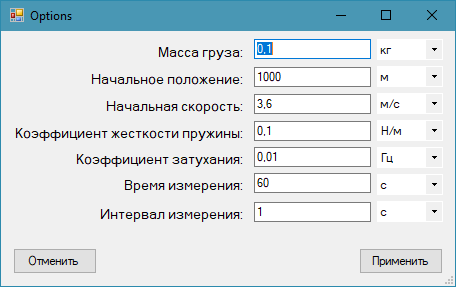 Options
Масса груза: 0,1 кг
Начальное положение: 1000 м
Начальная скорость: 3,6 м/с
Коэффициент жесткости пружины: 0,1 Н/м
Коэффициент затухания: 0,01 Гц
Время измерения: 60 с
Интервал измерения: 1 с
Отменить Применить